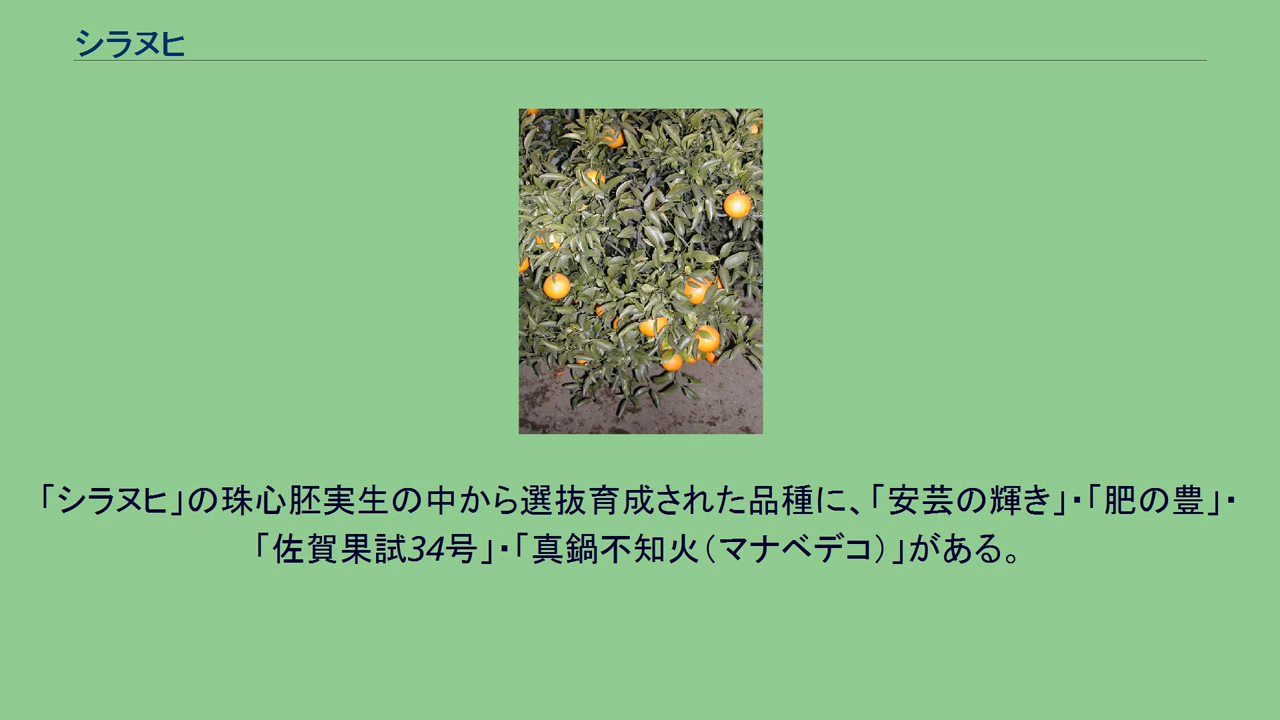 シラヌヒ
「シラヌヒ」の珠心胚実生の中から選抜育成された品種に、「安芸の輝き」・「肥の豊」・
「佐賀果試34号」・「真鍋不知火（マナベデコ）」がある。